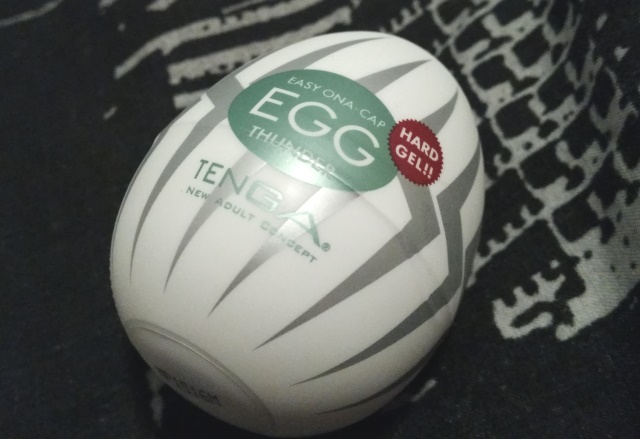 EASY ONA-CAP
EGG
THUNDER
HARD
GEL!!
TENGA®
NEW ADULT CONCEPT